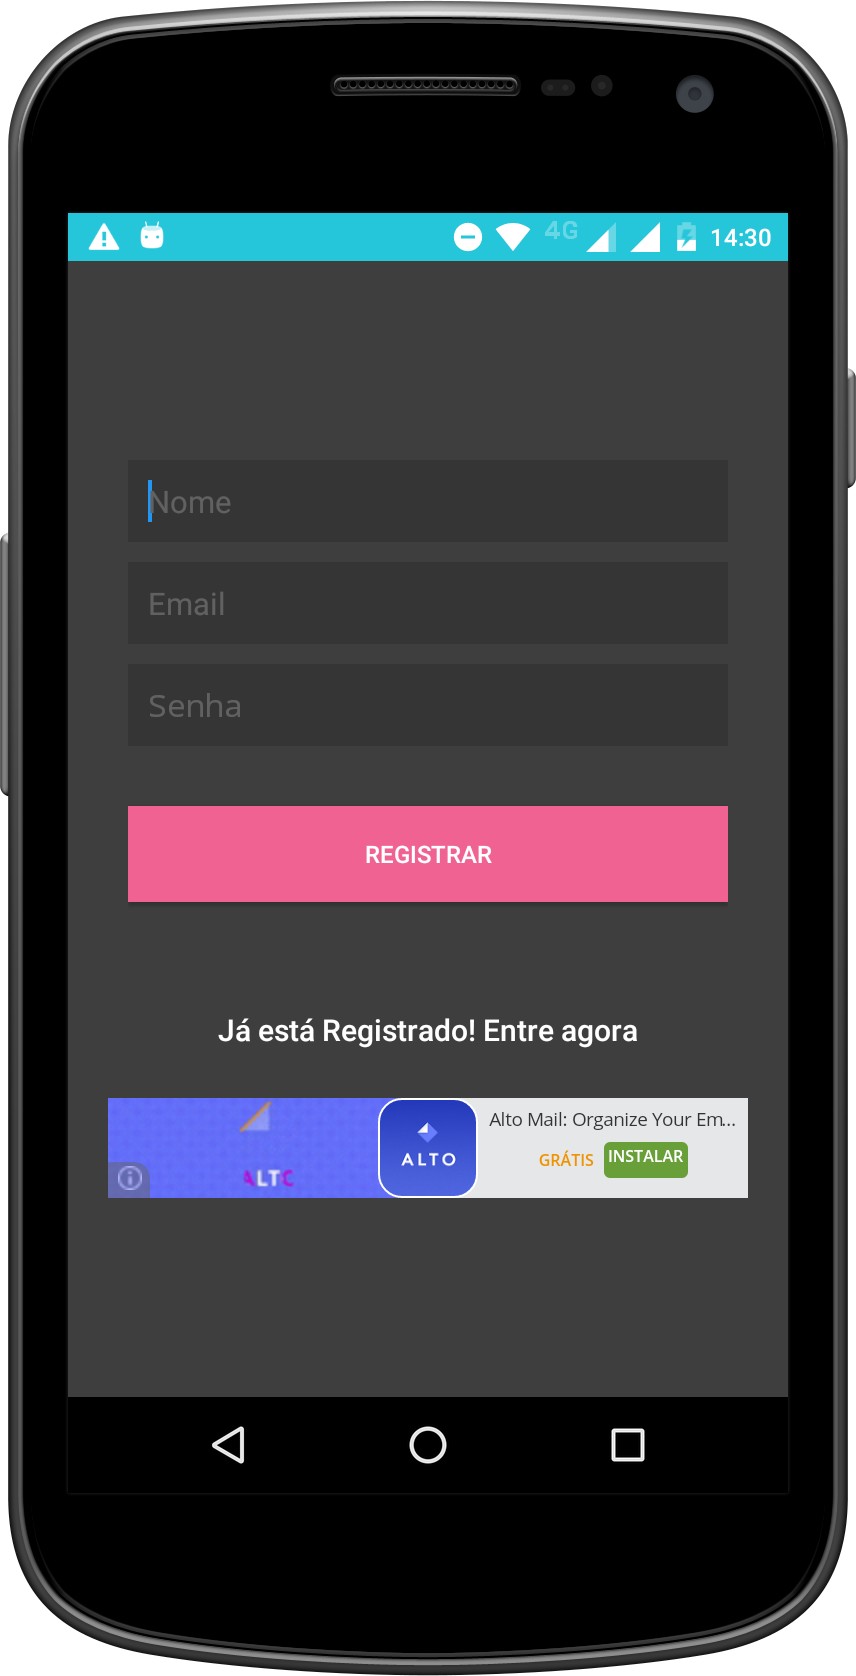 4G 14:30
Nome
Email
Senha
REGISTRAR
Já está Registrado! Entre agora
ALTO
Alto Mail: Organize Your Em...
GRÁTIS INSTALAR
ALTC